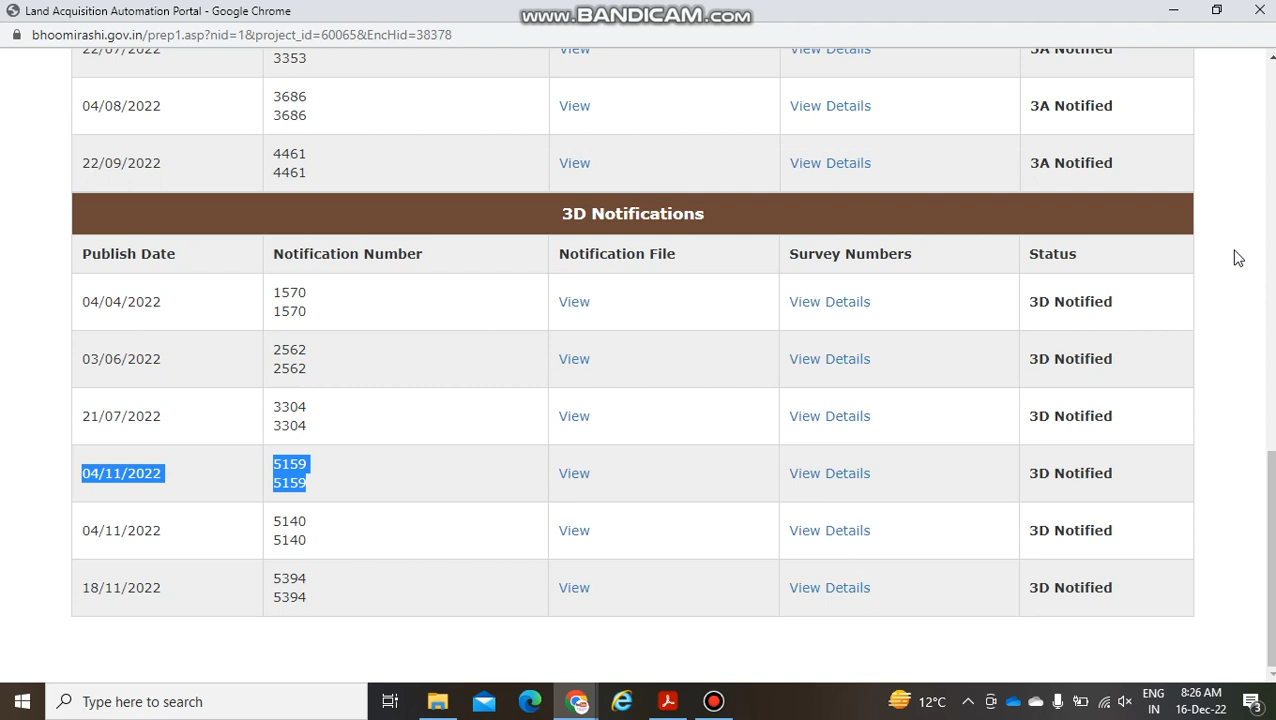 Land Acquisition Automation Portal - Google Chrome
www.BANDICAM.com
bhoomirashi.gov.in/prep1.asp?nid=1&project_id=60065&EncHid=38378
22/07/2022 3353 View View Details 3A Notified
04/08/2022 3686 View View Details 3A Notified
3686
22/09/2022 4461 View View Details 3A Notified
4461
3D Notifications
Publish Date Notification Number Notification File Survey Numbers Status
04/04/2022 1570 View View Details 3D Notified
1570
03/06/2022 2562 View View Details 3D Notified
2562
21/07/2022 3304 View View Details 3D Notified
3304
04/11/2022 5159 View View Details 3D Notified
5159
04/11/2022 5140 View View Details 3D Notified
5140
18/11/2022 5394 View View Details 3D Notified
5394
Type here to search
12°C
ENG
IN
8:26 AM
16-Dec-22
3